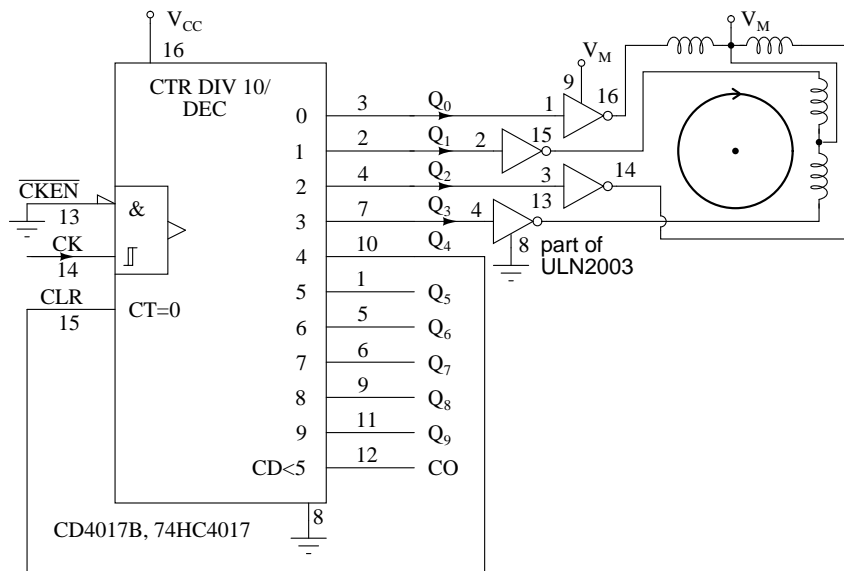 V_CC
16
V_M
V_M
CTR DIV 10/
DEC
9
16
0
3
Q_0
1
1
2
Q_1
2
15
2
4
Q_2
3
14
CKEN
13
&
3
7
Q_3
4
13
CK
14
4
10
Q_4
8
part of
ULN2003
CLR
15
CT=0
5
1
Q_5
6
5
Q_6
7
6
Q_7
8
9
Q_8
9
11
Q_9
CD<5
12
CO
8
CD4017B, 74HC4017